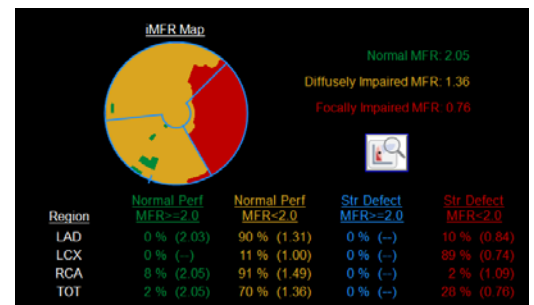 iMFR Map
Normal MFR: 2.05
Diffusely Impaired MFR: 1.36
Focally Impaired MFR: 0.76
Normal Perf Normal Perf Str Defect Str Defect
Region MFR>=2.0 MFR<2.0 MFR>=2.0 MFR<2.0
LAD 0 % (2.03) 90 % (1.31) 0 % (--) 10 % (0.84)
LCX 0 % (--) 11 % (1.00) 0 % (--) 89 % (0.74)
RCA 8 % (2.05) 91 % (1.49) 0 % (--) 2 % (1.09)
TOT 2 % (2.05) 70 % (1.36) 0 % (--) 28 % (0.76)